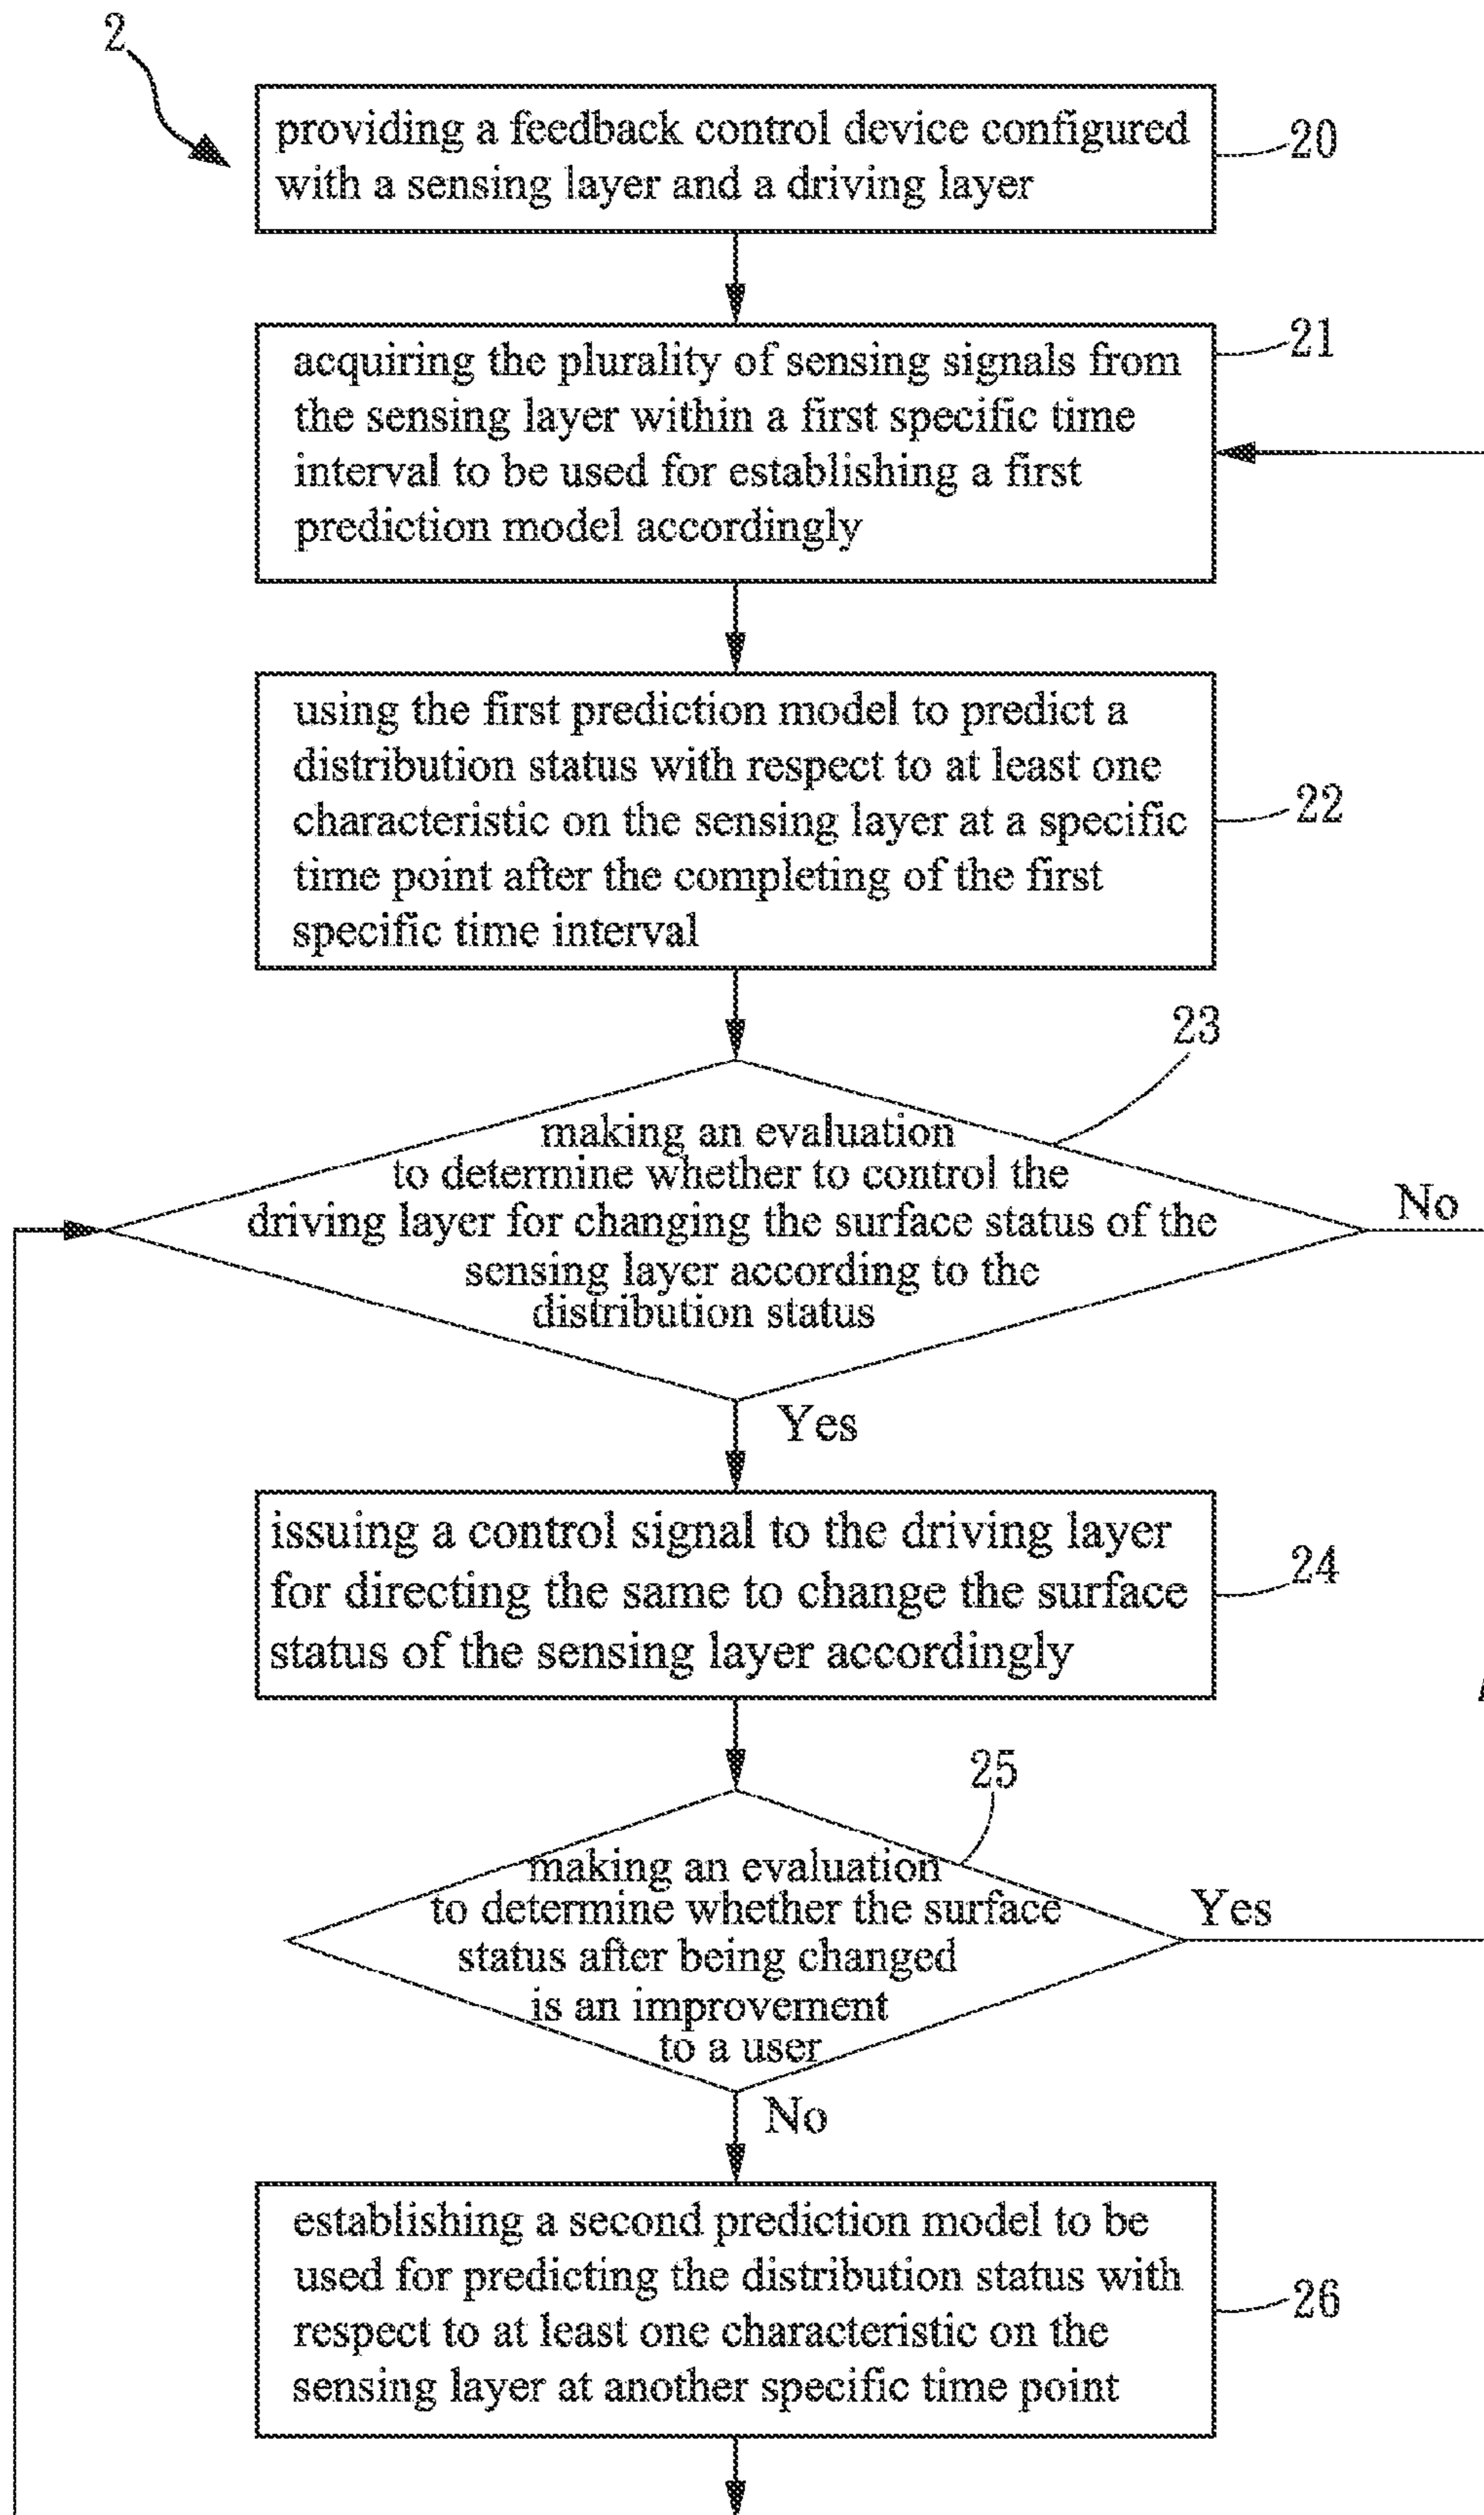 2
providing a feedback control device configured
with a sensing layer and a driving layer
20
acquiring the plurality of sensing signals from
the sensing layer within a first specific time
interval to be used for establishing a first
prediction model accordingly
21
using the first prediction model to predict a
distribution status with respect to at least one
characteristic on the sensing layer at a specific
time point after the completing of the first
specific time interval
22
23
making an evaluation
to determine whether to control the
driving layer for changing the surface status of the
sensing layer according to the
distribution status
No
Yes
issuing a control signal to the driving layer
for directing the same to change the surface
status of the sensing layer accordingly
24
25
making an evaluation
to determine whether the surface
status after being changed
is an improvement
to a user
Yes
No
establishing a second prediction model to be
used for predicting the distribution status with
respect to at least one characteristic on the
sensing layer at another specific time point
26